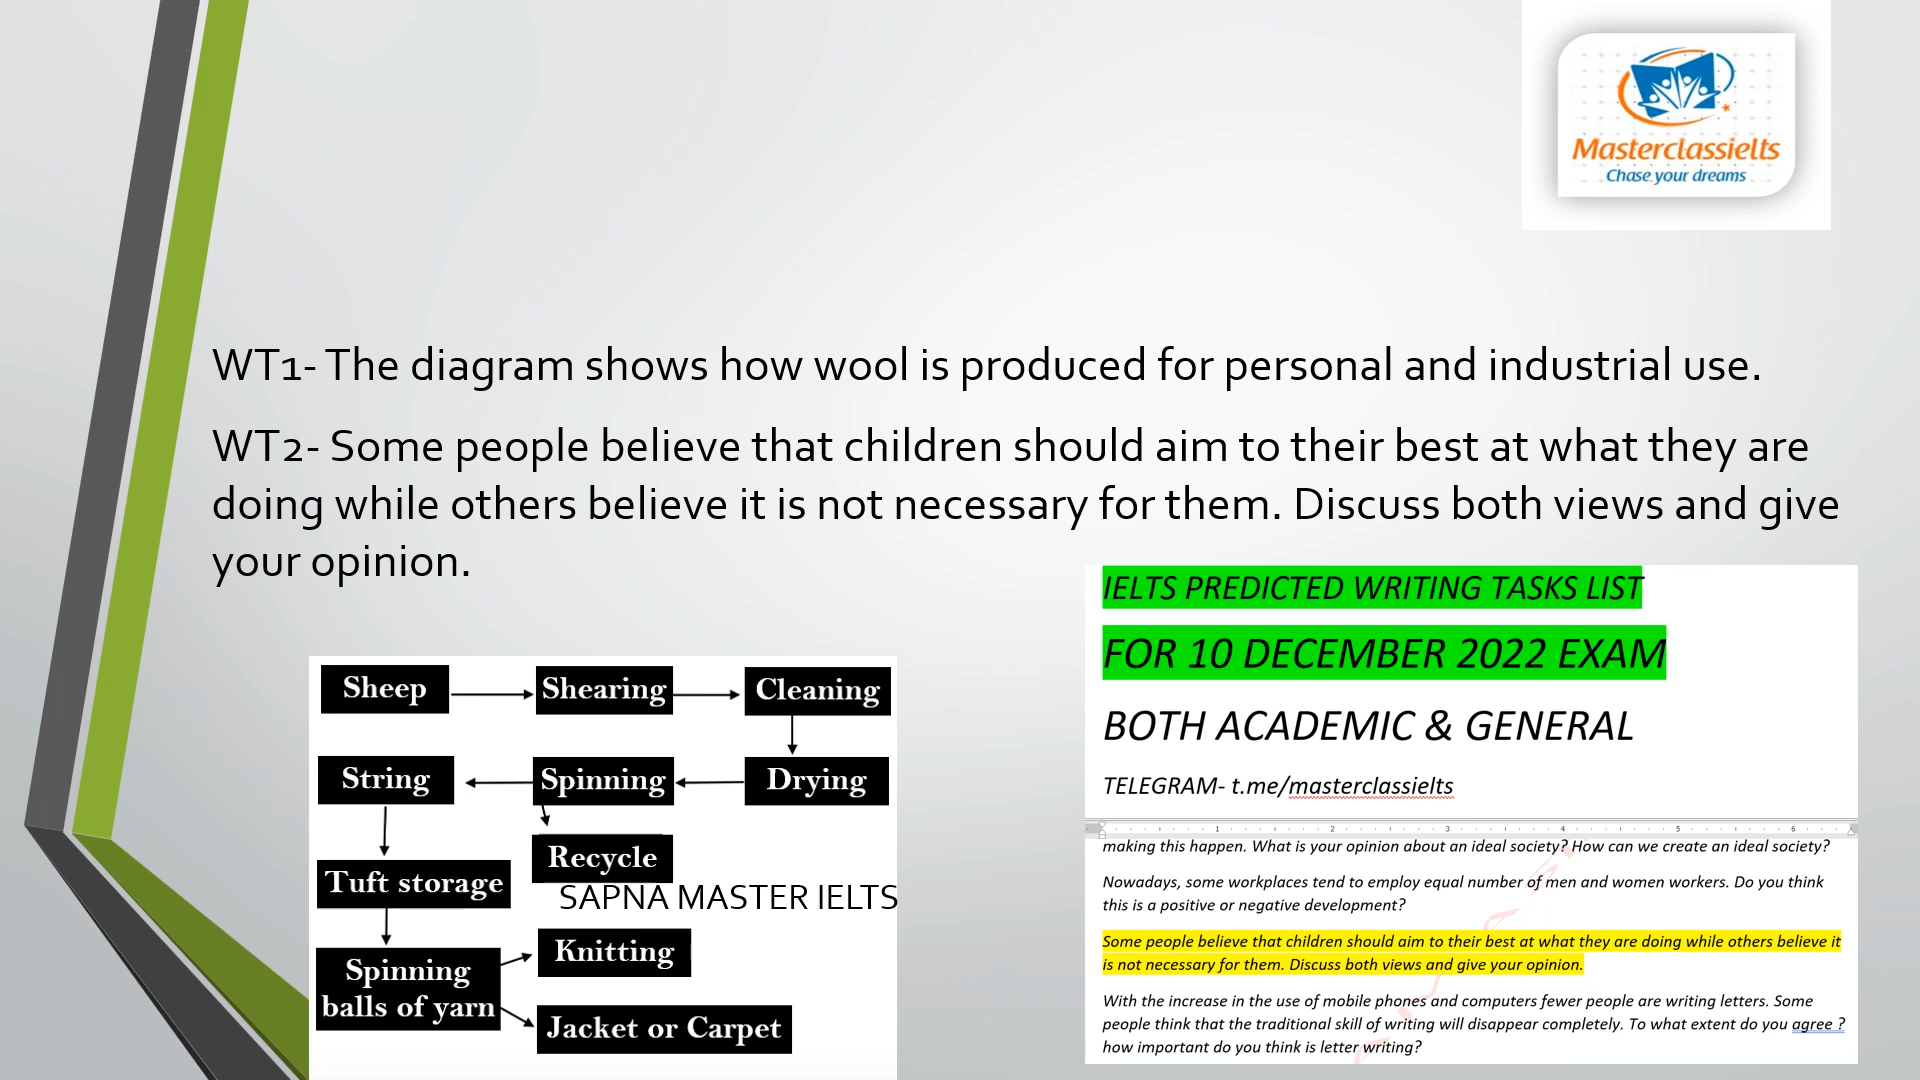 Masterclassielts
Chase your dreams
WT1- The diagram shows how wool is produced for personal and industrial use.
WT2- Some people believe that children should aim to their best at what they are
doing while others believe it is not necessary for them. Discuss both views and give
your opinion.
Sheep
Shearing
Cleaning
String
Spinning
Drying
Recycle
Tuft storage
SAPNA MASTER IELTS
Knitting
Spinning
balls of yarn
Jacket or Carpet
IELTS PREDICTED WRITING TASKS LIST
FOR 10 DECEMBER 2022 EXAM
BOTH ACADEMIC & GENERAL
TELEGRAM- t.me/masterclassielts
1 2 3 4 5 6
making this happen. What is your opinion about an ideal society? How can we create an ideal society?
Nowadays, some workplaces tend to employ equal number of men and women workers. Do you think
this is a positive or negative development?
Some people believe that children should aim to their best at what they are doing while others believe it
is not necessary for them. Discuss both views and give your opinion.
With the increase in the use of mobile phones and computers fewer people are writing letters. Some
people think that the traditional skill of writing will disappear completely. To what extent do you agree ?
how important do you think is letter writing?